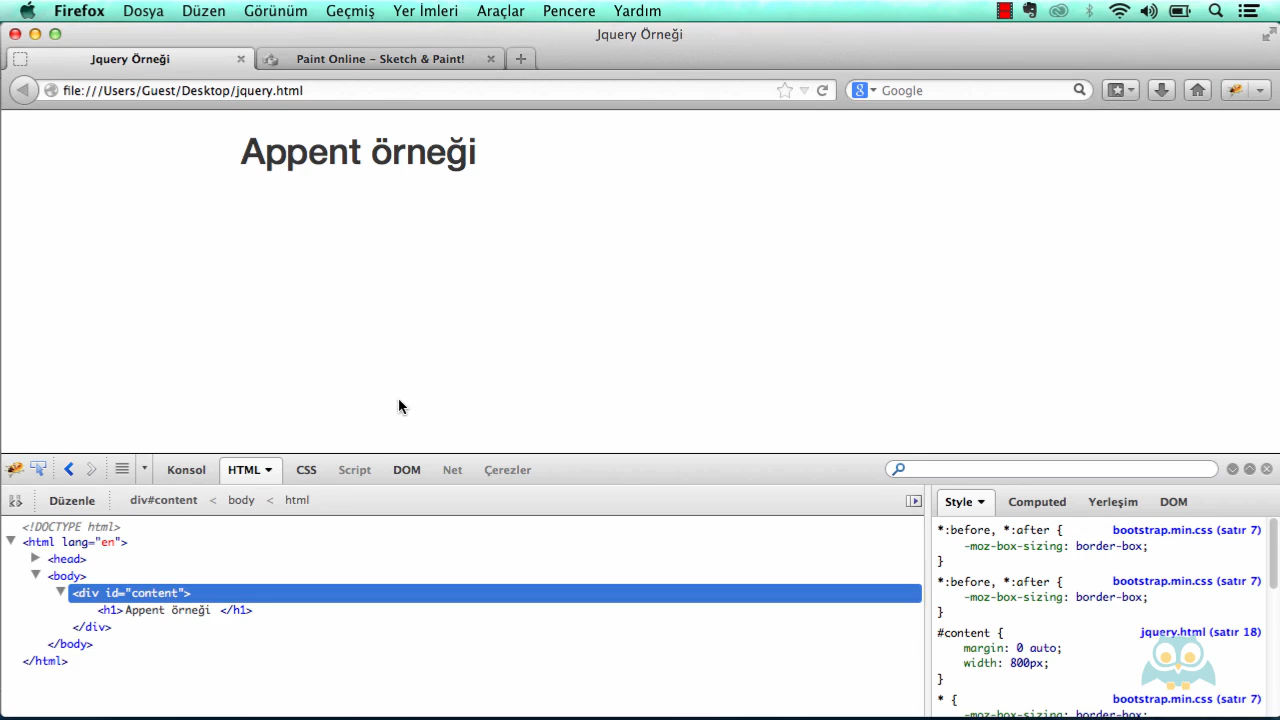 Firefox Dosya Düzen Görünüm Geçmiş Yer İmleri Araçlar Pencere Yardım
Jquery Örneği
Jquery Örneği Paint Online - Sketch & Paint!
file:///Users/Guest/Desktop/jquery.html Google
Appent örneği
Konsol HTML CSS Script DOM Net Çerezler
Düzenle div#content < body < html
<!DOCTYPE html>
<html lang="en">
<head>
<body>
<div id="content">
<h1>Appent örneği </h1>
</div>
</body>
</html>
Style Computed Yerleşim DOM
*:before, *:after { bootstrap.min.css (satır 7)
-moz-box-sizing: border-box;
}
*:before, *:after { bootstrap.min.css (satır 7)
-moz-box-sizing: border-box;
}
#content { jquery.html (satır 18)
margin: 0 auto;
width: 800px;
}
* { bootstrap.min.css (satır 7)
-moz-box-sizing: border-box;